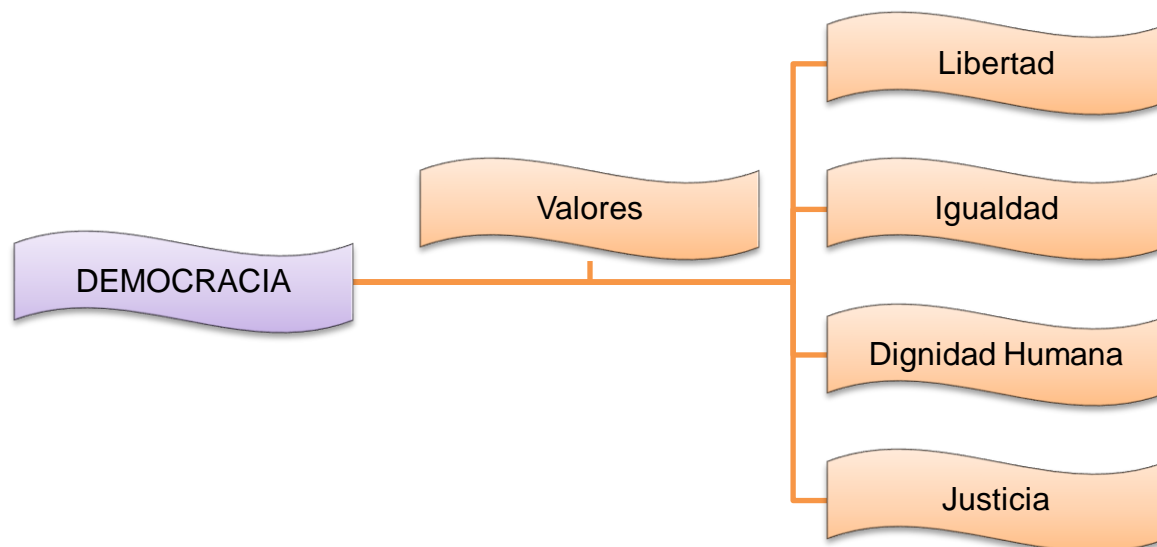 DEMOCRACIA
Valores
Libertad
Igualdad
Dignidad Humana
Justicia